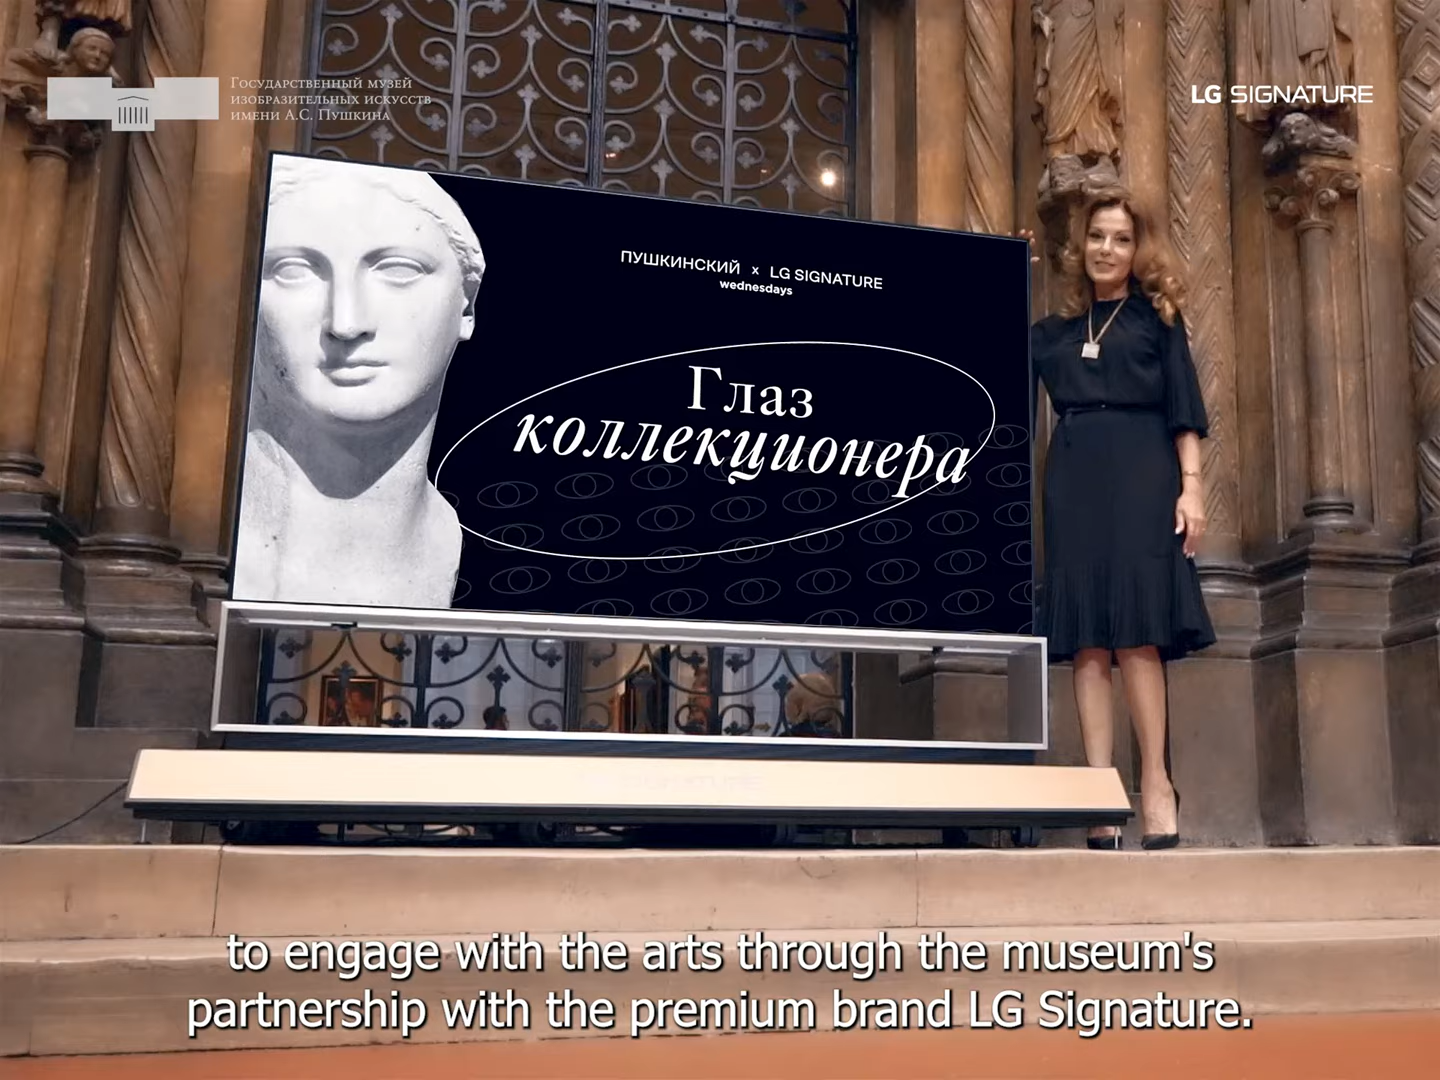 Государственный музей
изобразительных искусств
имени А.С. Пушкина
LG SIGNATURE
ПУШКИНСКИЙ x LG SIGNATURE
wednesdays
Глаз
коллекционера
to engage with the arts through the museum's
partnership with the premium brand LG Signature.